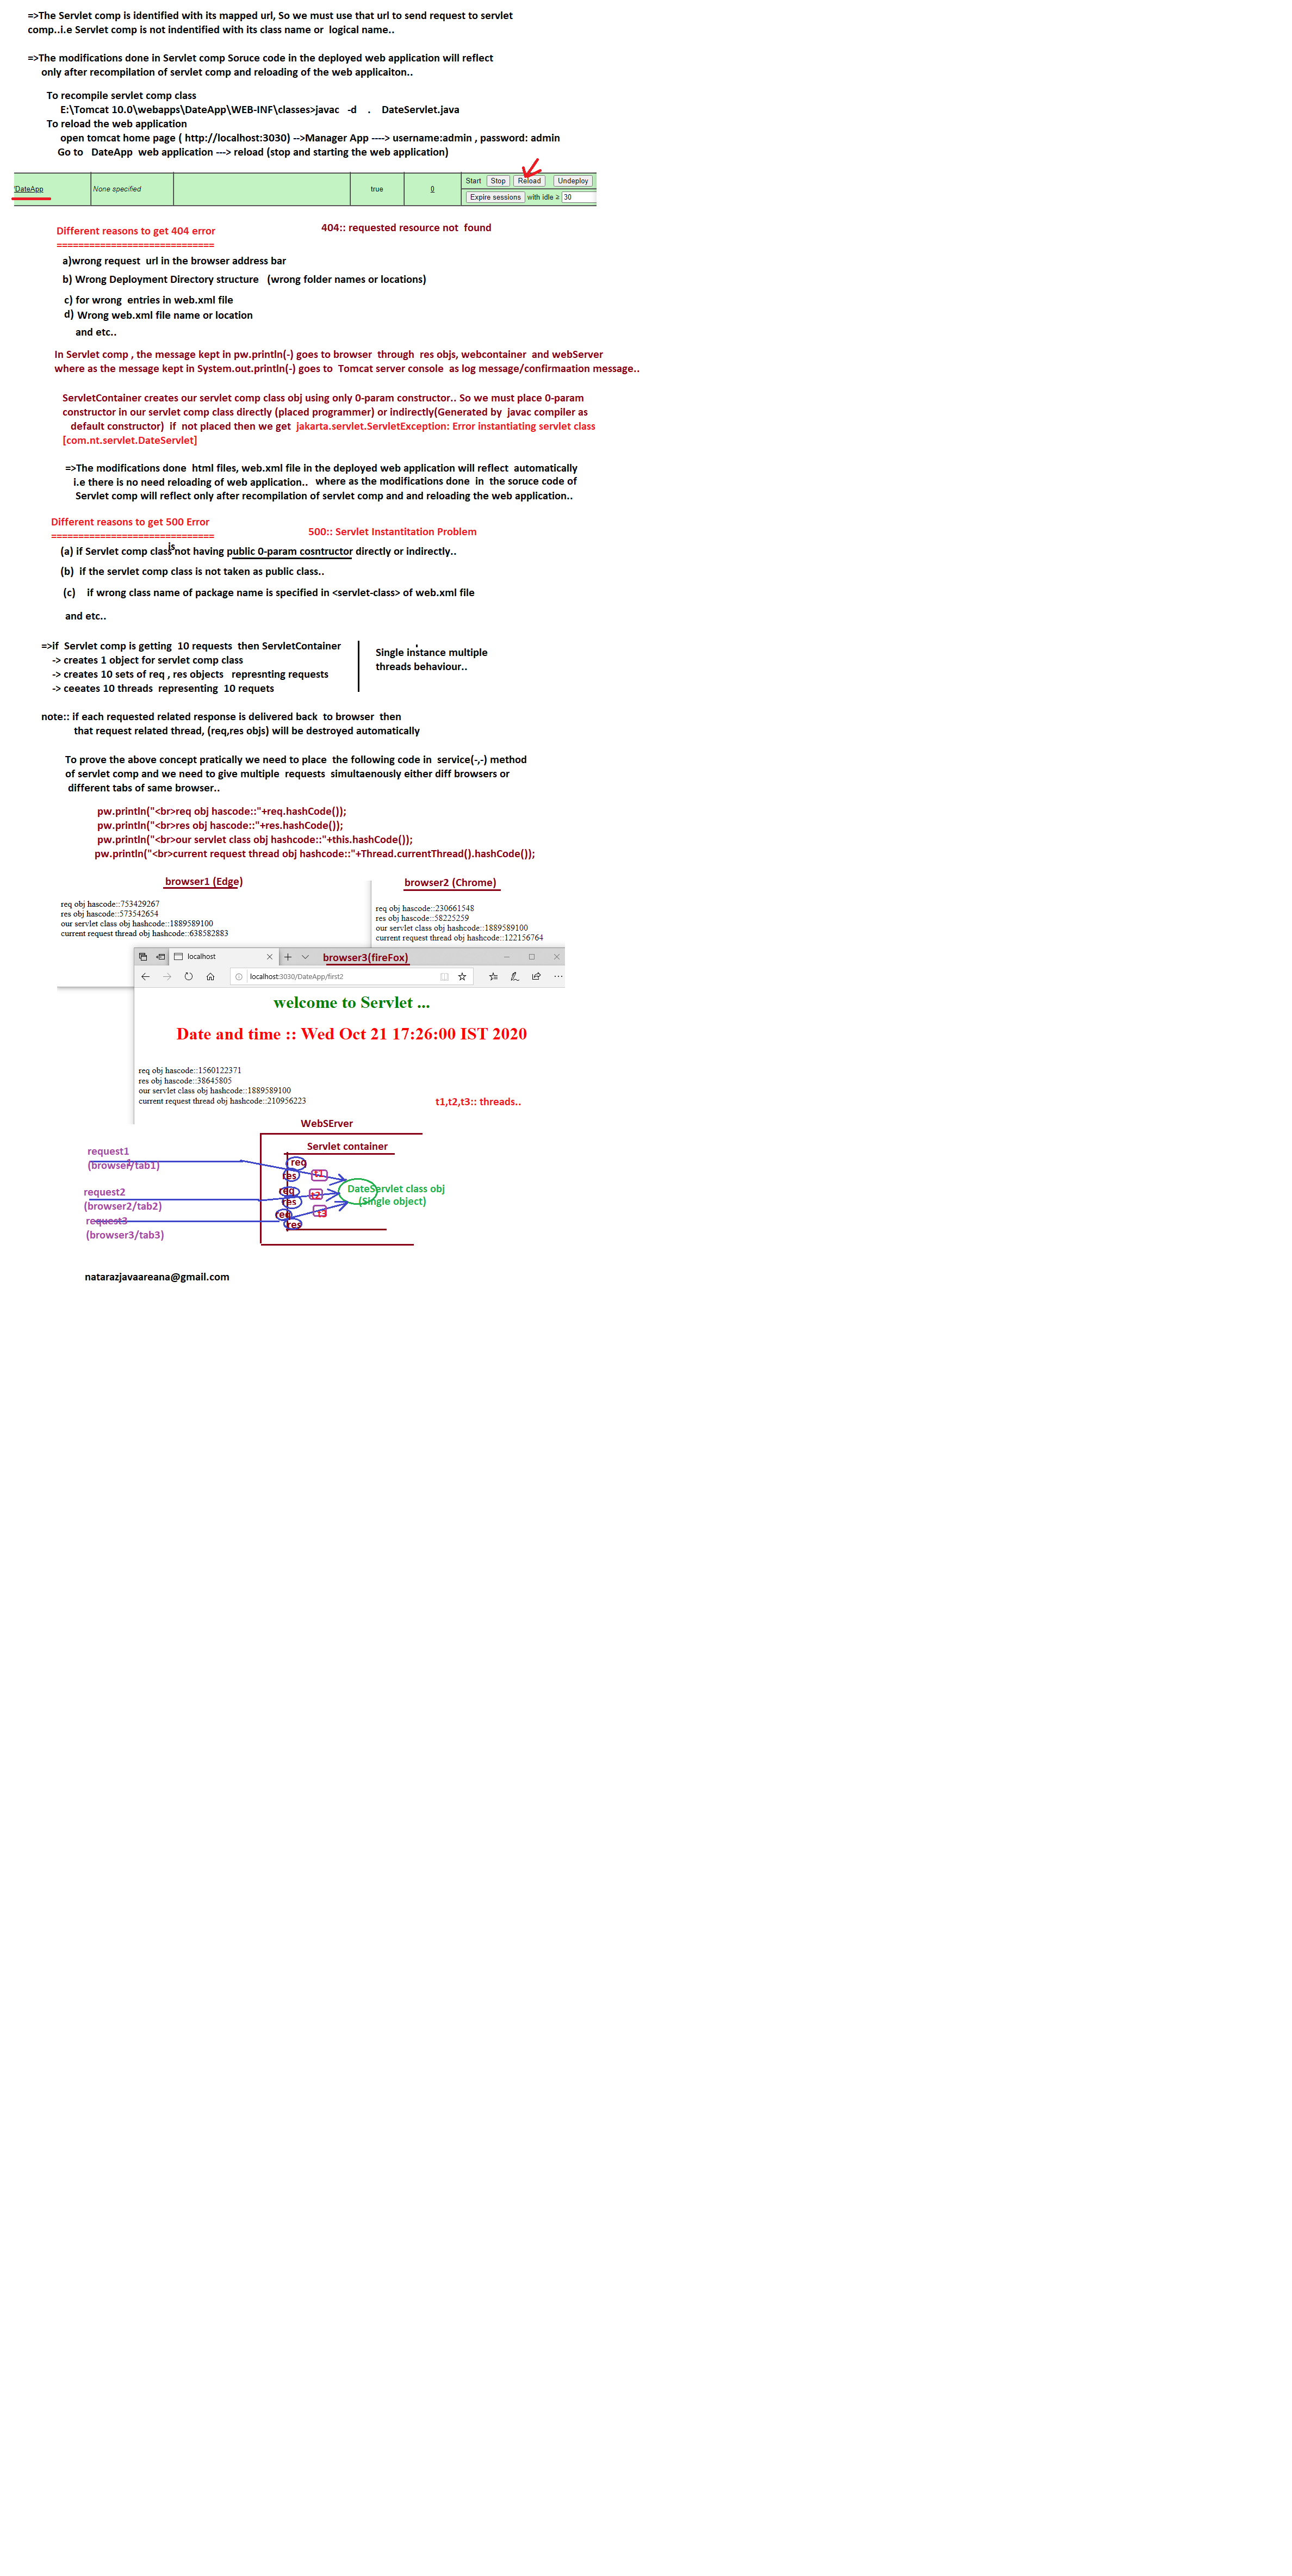 =>The Servlet comp is identified with its mapped url, So we must use that url to send request to servlet
comp..i.e Servlet comp is not indentified with its class name or logical name..
=>The modifications done in Servlet comp Soruce code in the deployed web application will reflect
only after recompilation of servlet comp and reloading of the web applicaiton..
To recompile servlet comp class
E:\Tomcat 10.0\webapps\DateApp\WEB-INF\classes>javac -d . DateServlet.java
To reload the web application
open tomcat home page ( http://localhost:3030) -->Manager App ----> username:admin , password: admin
Go to DateApp web application ---> reload (stop and starting the web application)
/DateApp None specified true 0 Start Stop Reload Undeploy
Expire sessions with idle ≥ 30
Different reasons to get 404 error 404:: requested resource not found
=============================
a)wrong request url in the browser address bar
b) Wrong Deployment Directory structure (wrong folder names or locations)
c) for wrong entries in web.xml file
d) Wrong web.xml file name or location
and etc..
In Servlet comp , the message kept in pw.println(-) goes to browser through res objs, webcontainer and webServer
where as the message kept in System.out.println(-) goes to Tomcat server console as log message/confirmaation message..
ServletContainer creates our servlet comp class obj using only 0-param constructor.. So we must place 0-param
constructor in our servlet comp class directly (placed programmer) or indirectly(Generated by javac compiler as
default constructor) if not placed then we get jakarta.servlet.ServletException: Error instantiating servlet class
[com.nt.servlet.DateServlet]
=>The modifications done html files, web.xml file in the deployed web application will reflect automatically
i.e there is no need reloading of web application.. where as the modifications done in the soruce code of
Servlet comp will reflect only after recompilation of servlet comp and and reloading the web application..
Different reasons to get 500 Error
500:: Servlet Instantitation Problem
==============================
is
(a) if Servlet comp class not having public 0-param cosntructor directly or indirectly..
(b) if the servlet comp class is not taken as public class..
(c) if wrong class name of package name is specified in <servlet-class> of web.xml file
and etc..
=>if Servlet comp is getting 10 requests then ServletContainer
-> creates 1 object for servlet comp class
-> creates 10 sets of req , res objects represnting requests
-> ceeates 10 threads representing 10 requets
Single instance multiple
threads behaviour..
note:: if each requested related response is delivered back to browser then
that request related thread, (req,res objs) will be destroyed automatically
To prove the above concept pratically we need to place the following code in service(-,-) method
of servlet comp and we need to give multiple requests simultaenously either diff browsers or
different tabs of same browser..
pw.println("<br>req obj hascode::"+req.hashCode());
pw.println("<br>res obj hascode::"+res.hashCode());
pw.println("<br>our servlet class obj hashcode::"+this.hashCode());
pw.println("<br>current request thread obj hashcode::"+Thread.currentThread().hashCode());
browser1 (Edge)
req obj hascode::753429267
res obj hascode::573542654
our servlet class obj hashcode::1889589100
current request thread obj hashcode::638582883
browser2 (Chrome)
req obj hascode::230661548
res obj hascode::58225259
our servlet class obj hashcode::1889589100
current request thread obj hashcode::122156764
localhost browser3(fireFox)
localhost:3030/DateApp/first2
welcome to Servlet ...
Date and time :: Wed Oct 21 17:26:00 IST 2020
req obj hascode::1560122371
res obj hascode::38645805
our servlet class obj hashcode::1889589100
current request thread obj hashcode::210956223
t1,t2,t3:: threads..
WebSErver
Servlet container
request1
(browser/tab1)
req
res t1
request2
(browser2/tab2)
req
res t2
DateServlet class obj
(Single object)
request3
(browser3/tab3)
req
res t3
natarazjavaareana@gmail.com